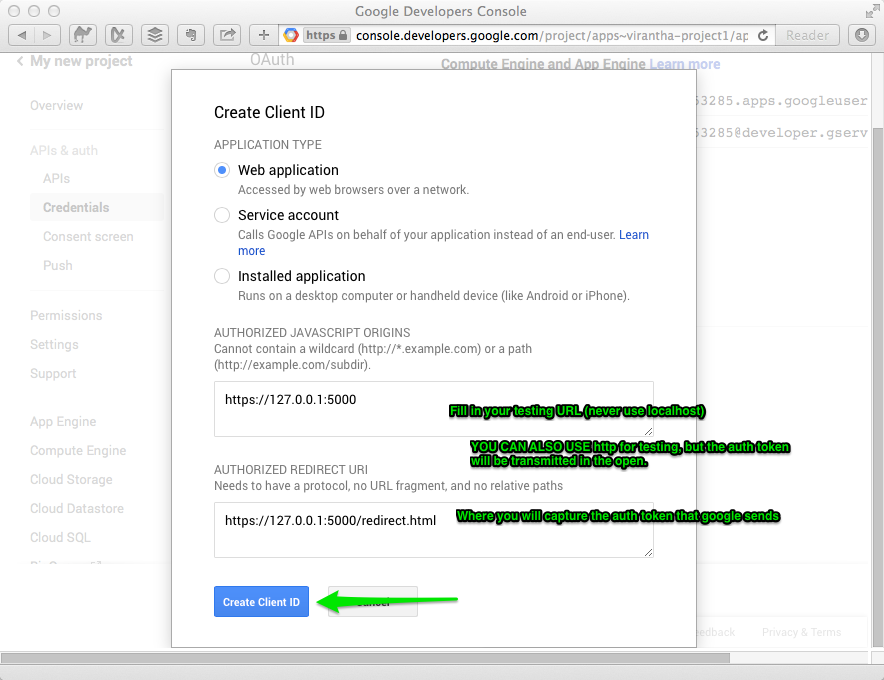 Google Developers Console
https console.developers.google.com/project/apps~virantha-project1/ap
Reader
My new project
OAuth
Compute Engine and App Engine Learn more
Overview
53285.apps.googleuser
53285@developer.gserv
APIs & auth
APIs
Credentials
Consent screen
Push
Permissions
Settings
Support
App Engine
Compute Engine
Cloud Storage
Cloud Datastore
Cloud SQL
Create Client ID
APPLICATION TYPE
Web application
Accessed by web browsers over a network.
Service account
Calls Google APIs on behalf of your application instead of an end-user. Learn
more
Installed application
Runs on a desktop computer or handheld device (like Android or iPhone).
AUTHORIZED JAVASCRIPT ORIGINS
Cannot contain a wildcard (http://*.example.com) or a path
(http://example.com/subdir).
https://127.0.0.1:5000
Fill in your testing URL (never use localhost)
YOU CAN ALSO USE http for testing, but the auth token
will be transmitted in the open.
AUTHORIZED REDIRECT URI
Needs to have a protocol, no URL fragment, and no relative paths
https://127.0.0.1:5000/redirect.html
Where you will capture the auth token that google sends
Create Client ID
Cancel
eedback
Privacy & Terms